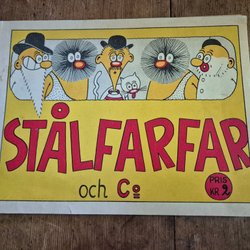 STÅLFARFAR
och Co
PRIS
KR 2